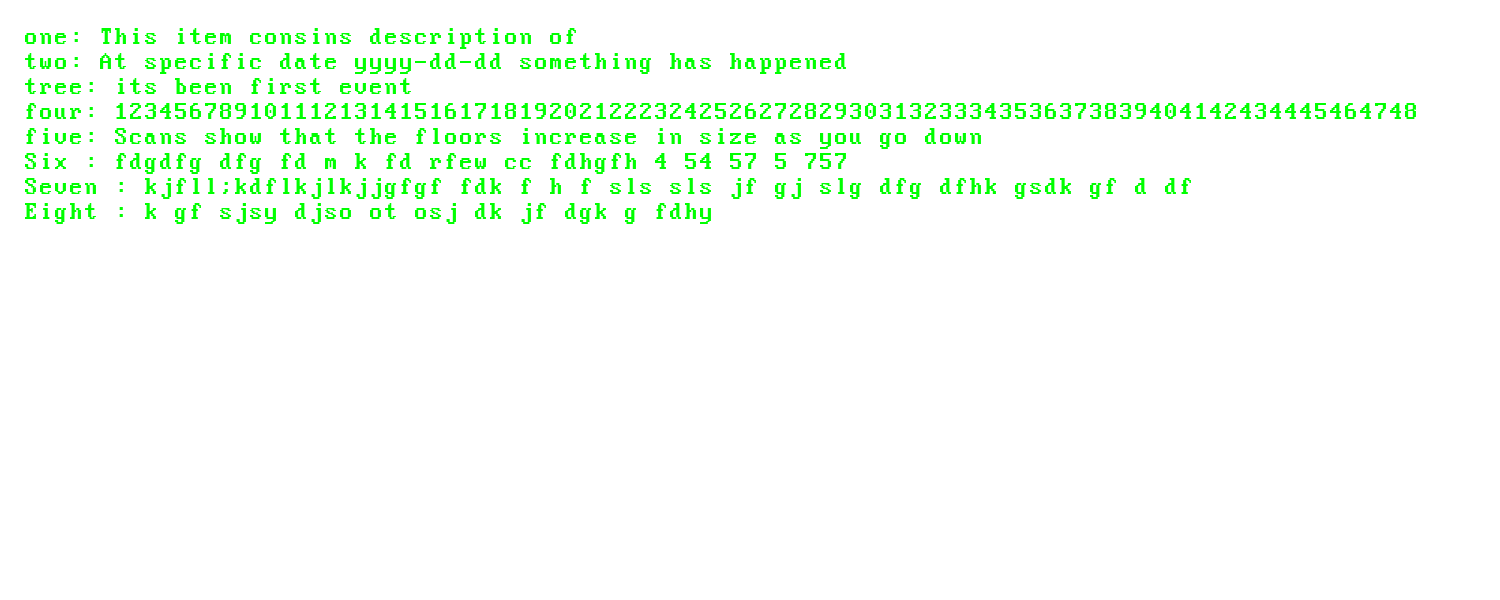 one: This item consins description of
two: At specific date yyyy-dd-dd something has happened
tree: its been first event
four: 123456789101112131415161718192021222324252627282930313233343536373839404142434445464748
five: Scans show that the floors increase in size as you go down
Six : fdgdfg dfg fd m k fd rfew cc fdhgfh 4 54 57 5 757
Seven : kjfll;kdflkjlkjjgfgf fdk f h f sls sls jf gj slg dfg dfhk gsdk gf d df
Eight : k gf sjsy djso ot osj dk jf dgk g fdhy